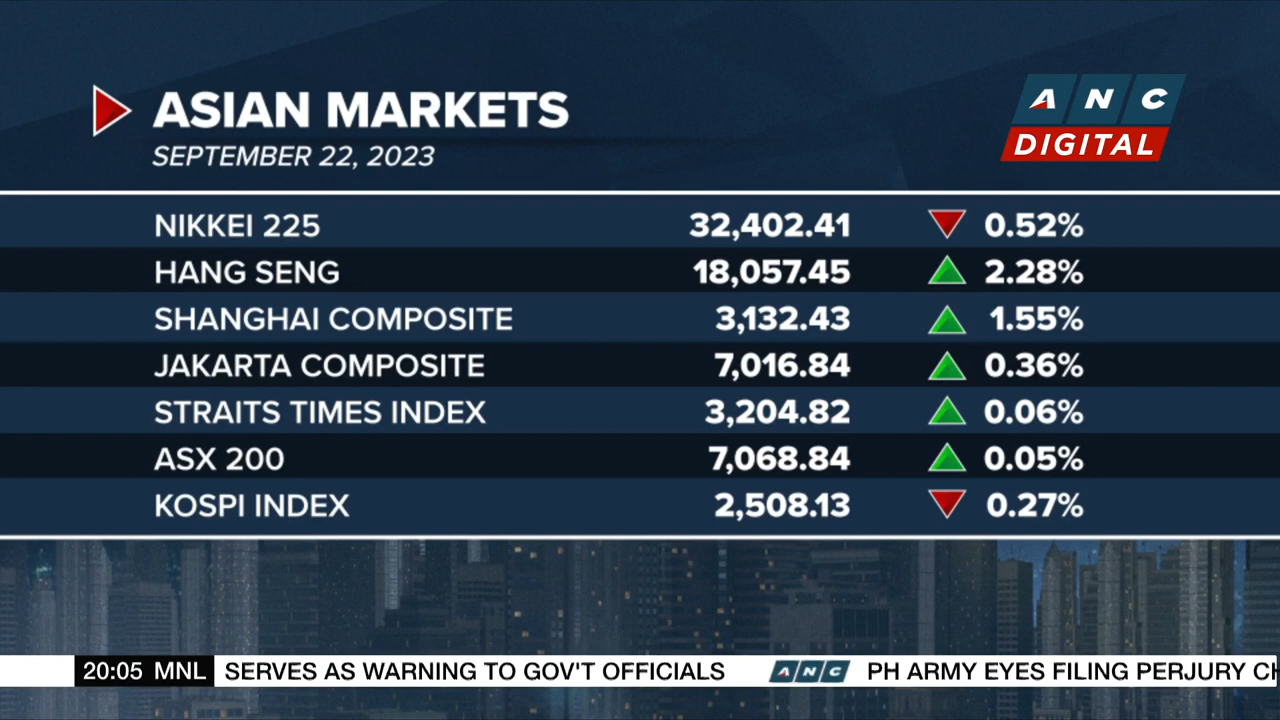 ASIAN MARKETS
SEPTEMBER 22, 2023
ANC
DIGITAL
NIKKEI 225 32,402.41 0.52%
HANG SENG 18,057.45 2.28%
SHANGHAI COMPOSITE 3,132.43 1.55%
JAKARTA COMPOSITE 7,016.84 0.36%
STRAITS TIMES INDEX 3,204.82 0.06%
ASX 200 7,068.84 0.05%
KOSPI INDEX 2,508.13 0.27%
20:05 MNL SERVES AS WARNING TO GOV'T OFFICIALS ANC PH ARMY EYES FILING PERJURY